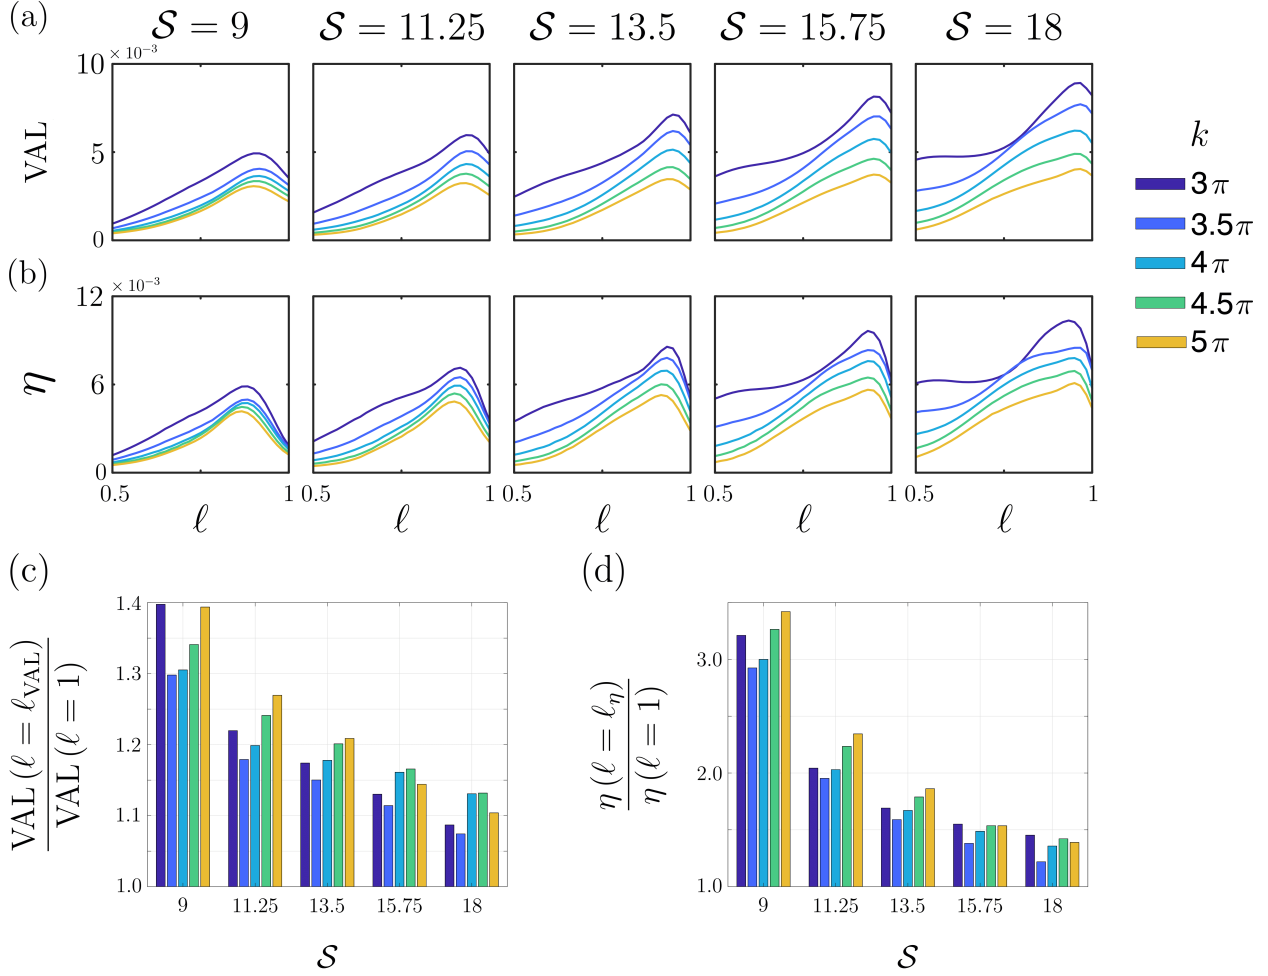 (a)
𝒮 = 9
𝒮 = 11.25
𝒮 = 13.5
𝒮 = 15.75
𝒮 = 18
× 10⁻³
10
5
0
VAL
k
3π
3.5π
4π
4.5π
5π
(b)
× 10⁻³
12
6
0
η
0.5 1
0.5 1
0.5 1
0.5 1
0.5 1
ℓ ℓ ℓ ℓ ℓ
(c)
VAL (ℓ = ℓ_VAL)
VAL (ℓ = 1)
1.4
1.3
1.2
1.1
1.0
9 11.25 13.5 15.75 18
𝒮
(d)
η (ℓ = ℓ_η)
η (ℓ = 1)
3.0
2.0
1.0
9 11.25 13.5 15.75 18
𝒮